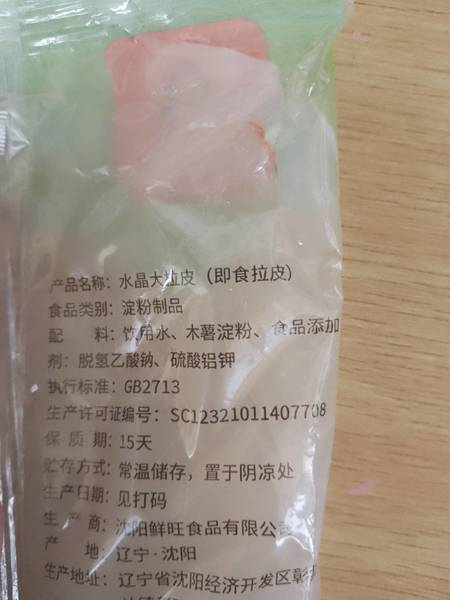 产品名称：水晶大拉皮（即食拉皮）
食品类别：淀粉制品
配 料：饮用水、木薯淀粉、食品添加
剂：脱氢乙酸钠、硫酸铝钾
执行标准：GB2713
生产许可证编号：SC12321011407708
保 质 期：15天
贮存方式：常温储存，置于阴凉处
生产日期：见打码
生 产 商：沈阳鲜旺食品有限公
产 地：辽宁·沈阳
生产地址：辽宁省沈阳经济开发区彰